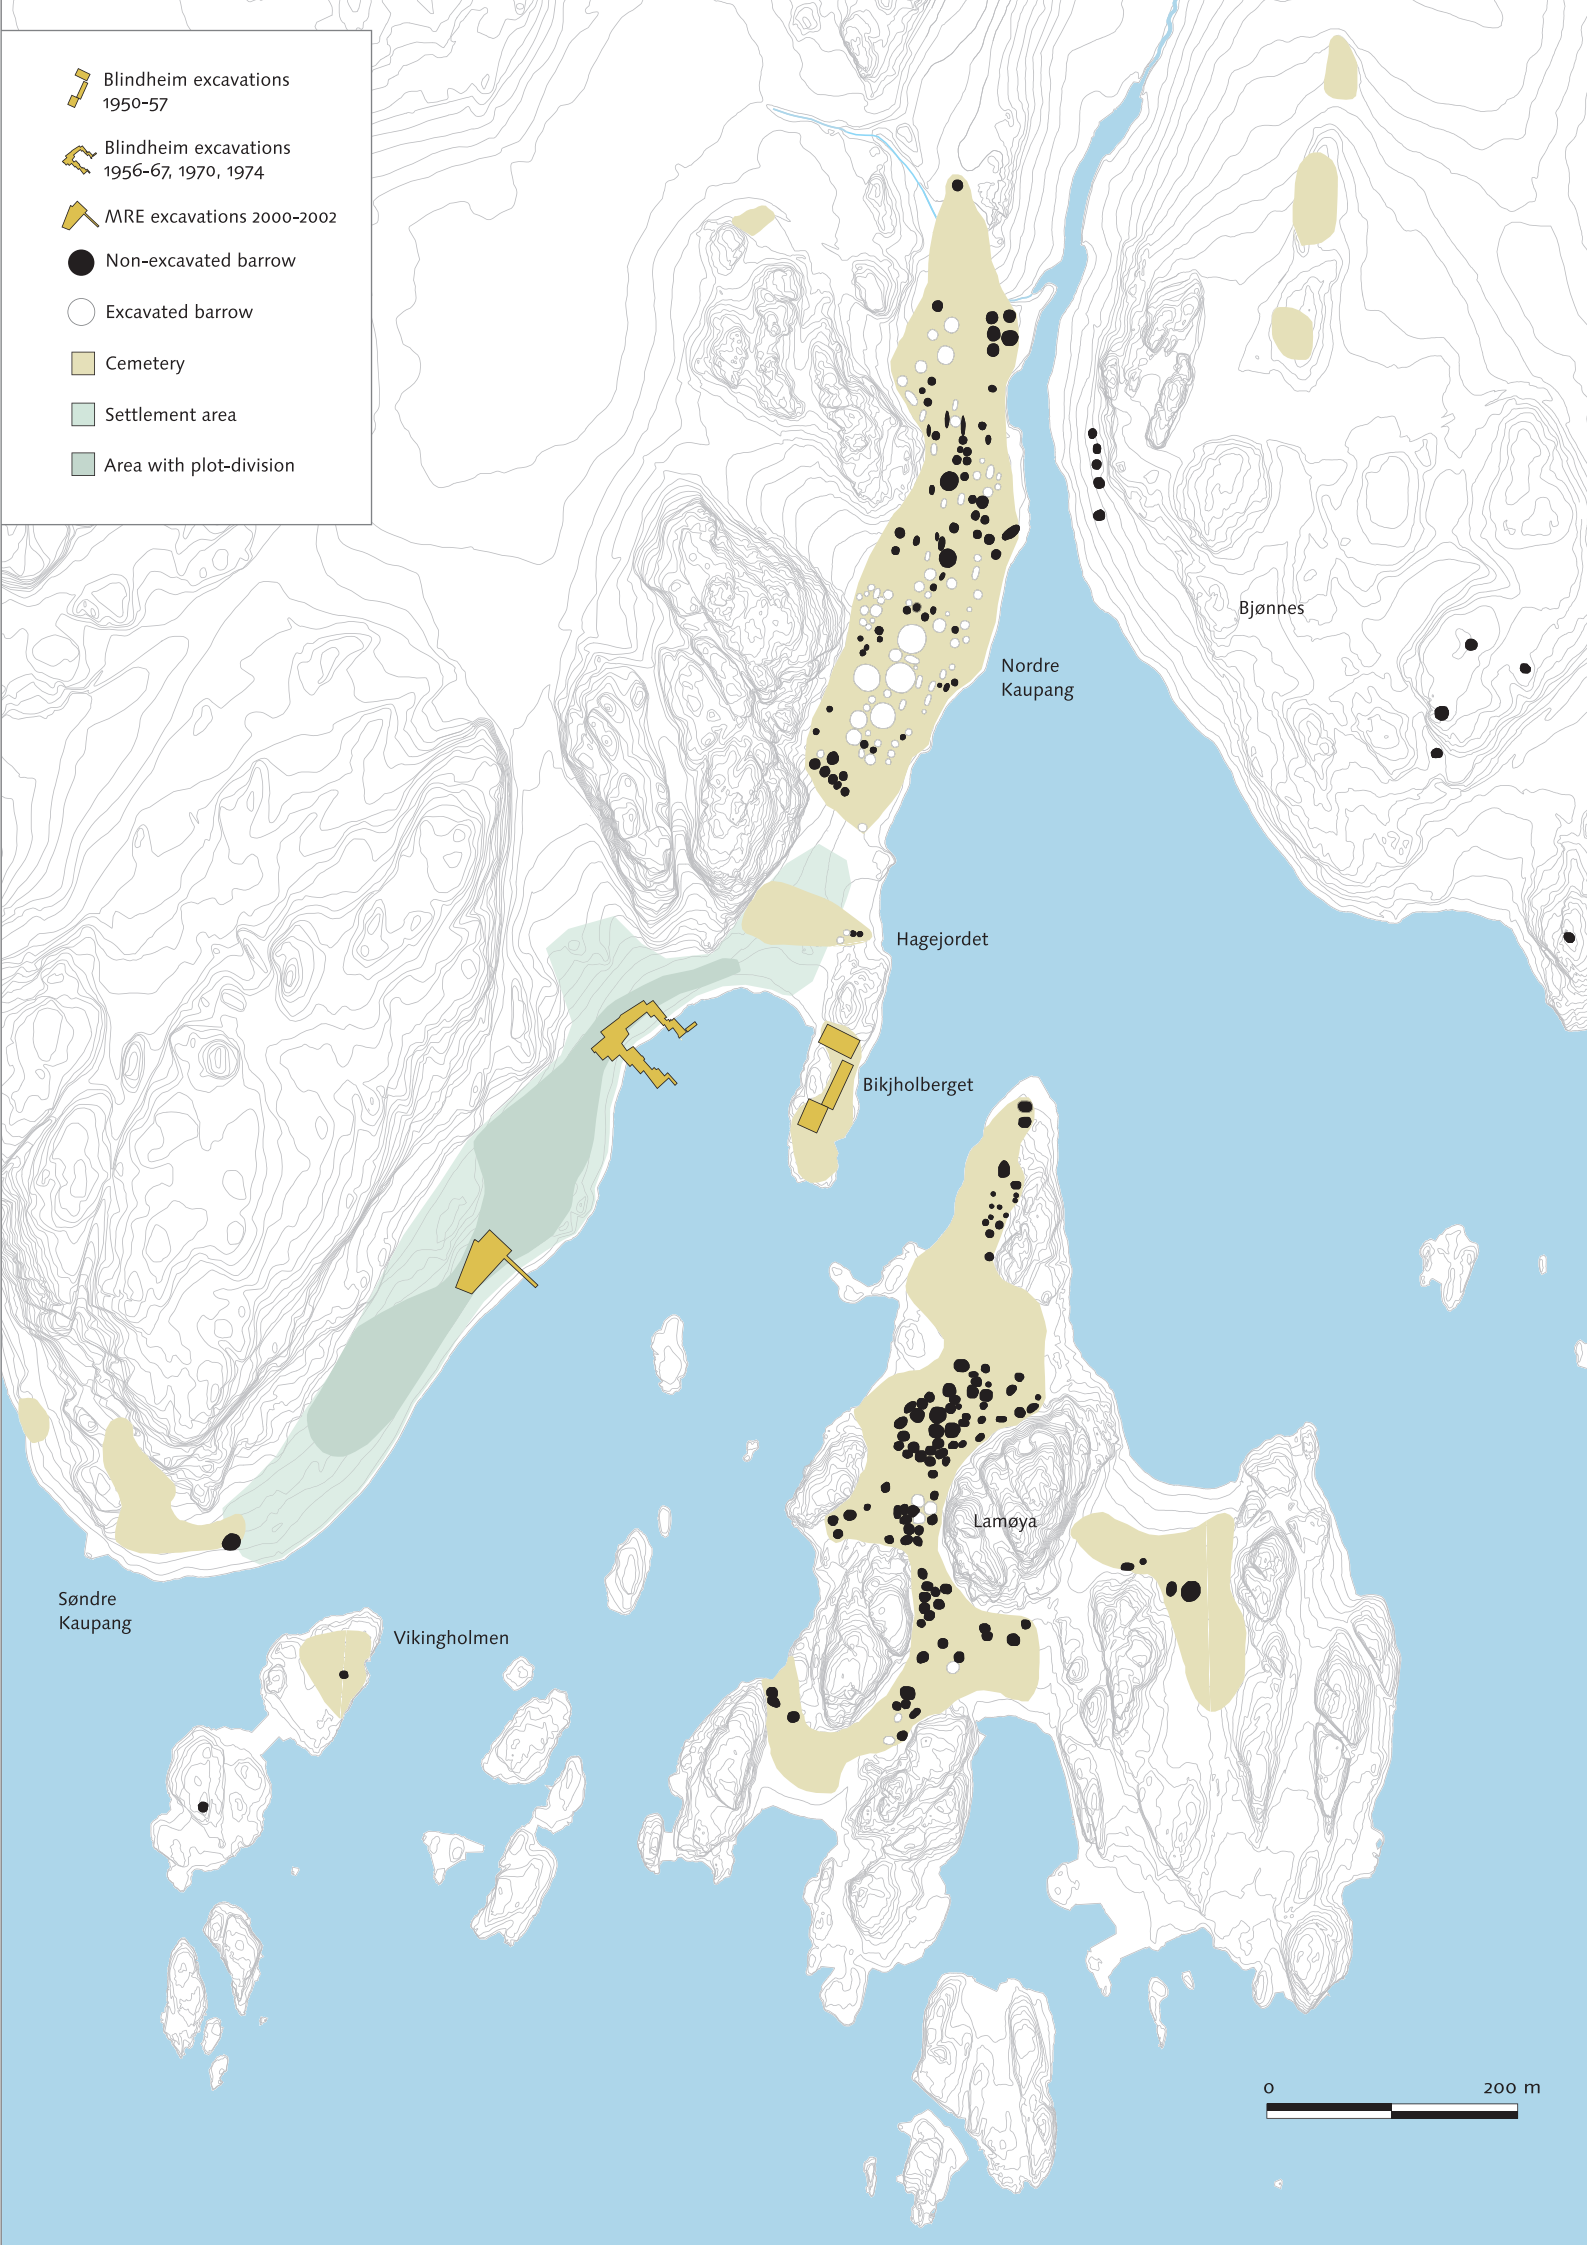 Blindheim excavations
1950-57
Blindheim excavations
1956-67, 1970, 1974
MRE excavations 2000-2002
Non-excavated barrow
Excavated barrow
Cemetery
Settlement area
Area with plot-division
Bjønnes
Nordre
Kaupang
Hagejordet
Bikjholberget
Lamøya
Søndre
Kaupang
Vikingholmen
0 200 m